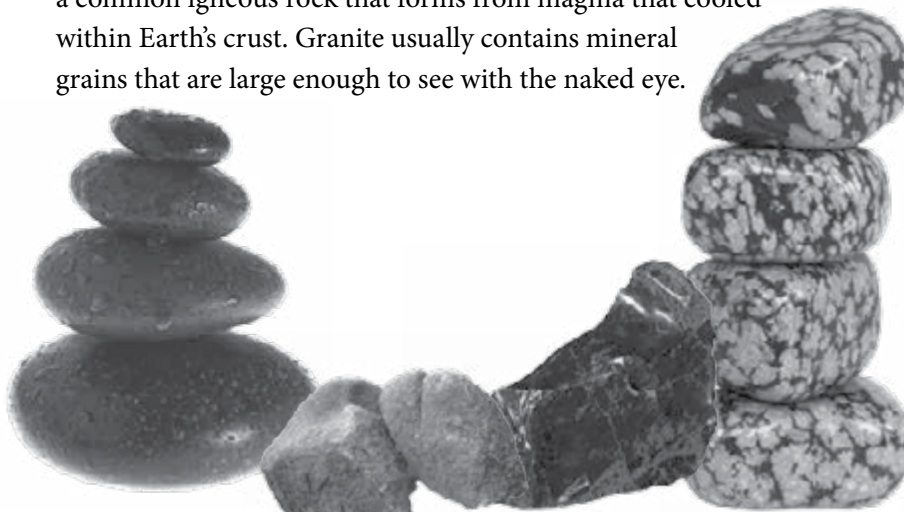 a common igneous rock that forms from magma that cooled
within Earth's crust. Granite usually contains mineral
grains that are large enough to see with the naked eye.